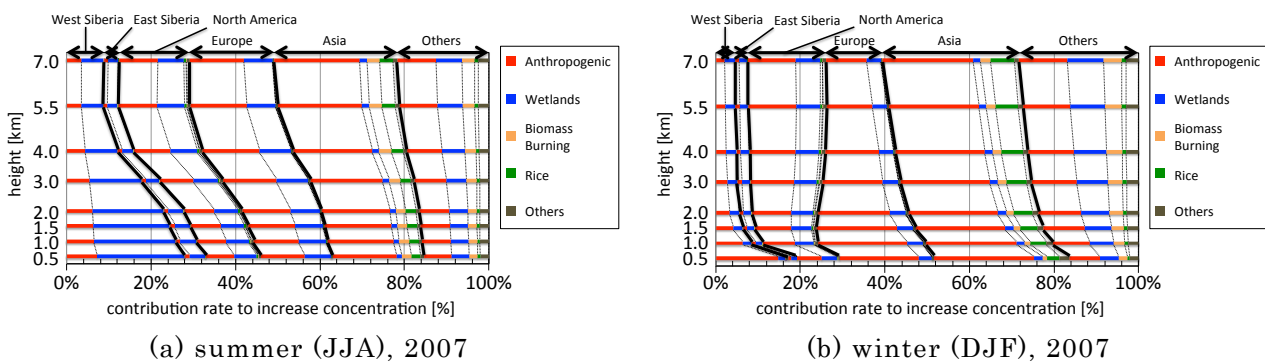 West Siberia East Siberia North America
Europe Asia Others
7.0
5.5
4.0
3.0
2.0
1.5
1.0
0.5
height [km]
0% 20% 40% 60% 80% 100%
contribution rate to increase concentration [%]
Anthropogenic
Wetlands
Biomass
Burning
Rice
Others
(a) summer (JJA), 2007
West Siberia East Siberia North America
Europe Asia Others
7.0
5.5
4.0
3.0
2.0
1.5
1.0
0.5
height [km]
0% 20% 40% 60% 80% 100%
contribution rate to increase concentration [%]
Anthropogenic
Wetlands
Biomass
Burning
Rice
Others
(b) winter (DJF), 2007